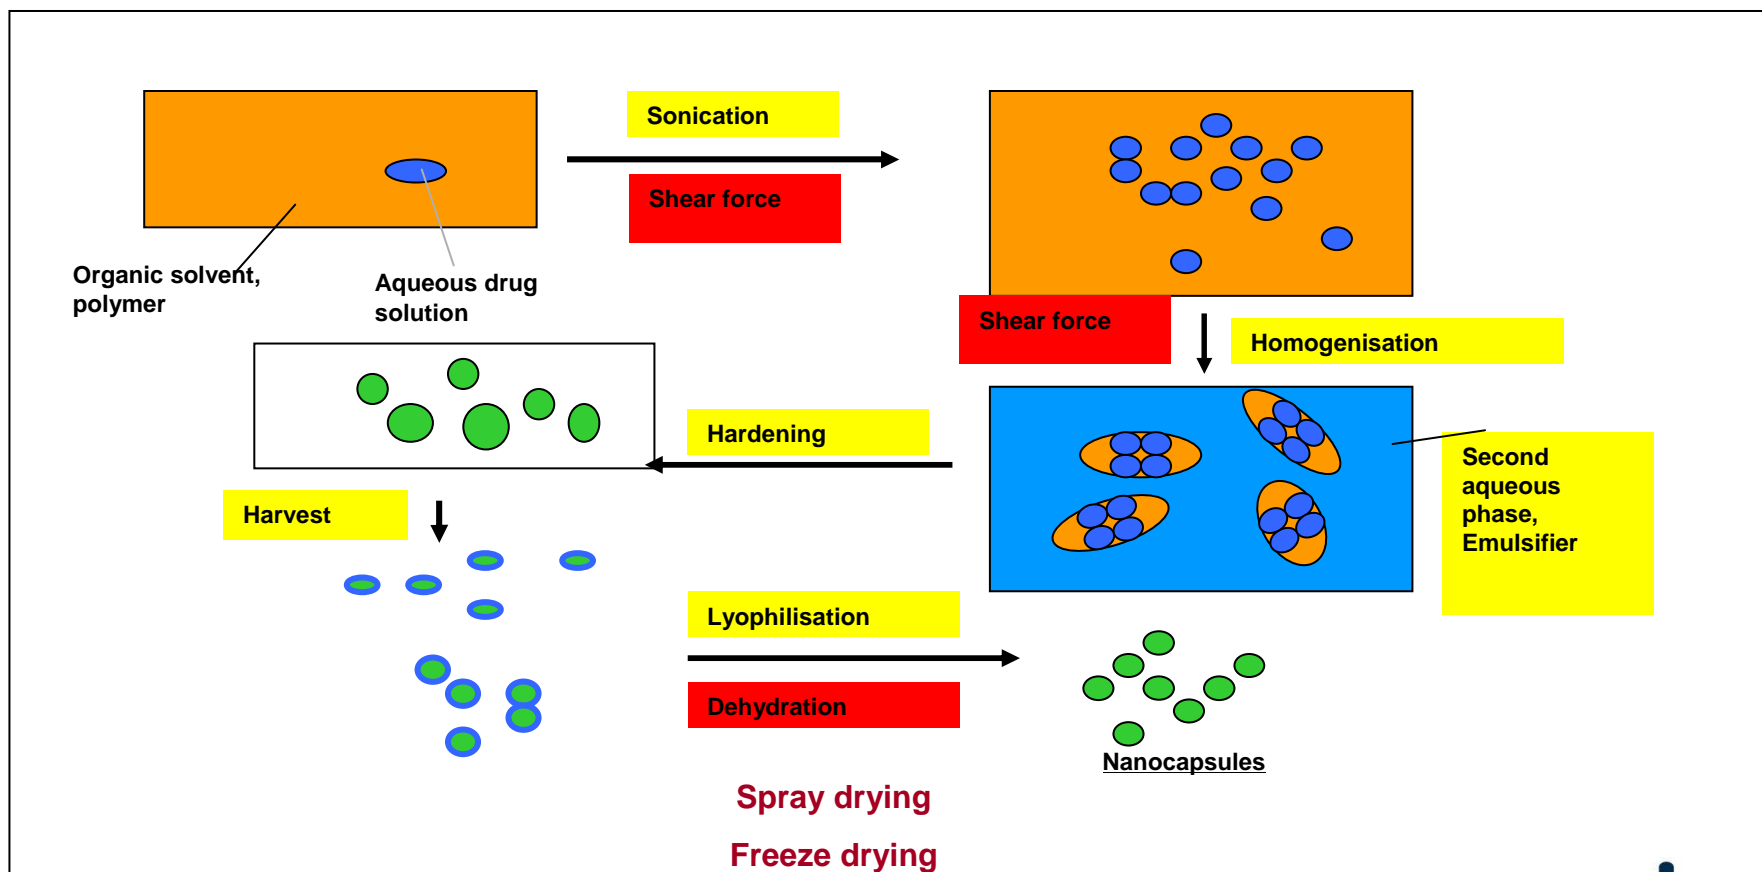 Sonication
Shear force
Organic solvent,
polymer
Aqueous drug
solution
Shear force
Homogenisation
Hardening
Second
aqueous
phase,
Emulsifier
Harvest
Lyophilisation
Dehydration
Nanocapsules
Spray drying
Freeze drying